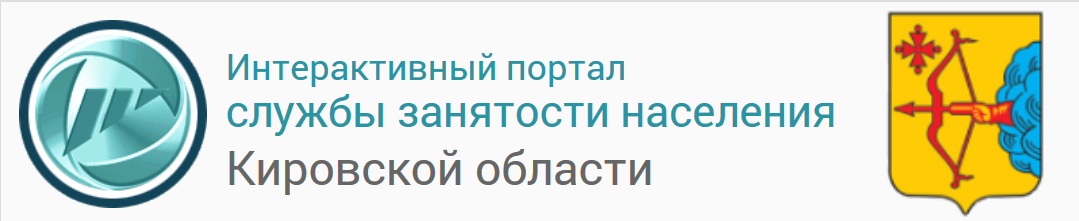 Интерактивный портал
службы занятости населения
Кировской области